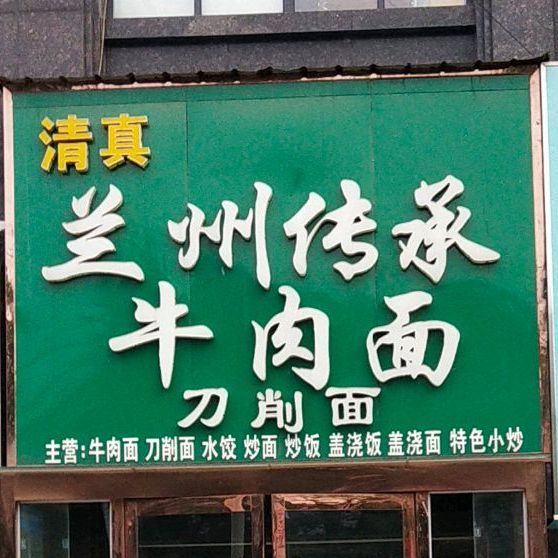 清真
兰州传承
牛肉面
刀削面
主营:牛肉面 刀削面 水饺 炒面 炒饭 盖浇饭 盖浇面 特色小炒